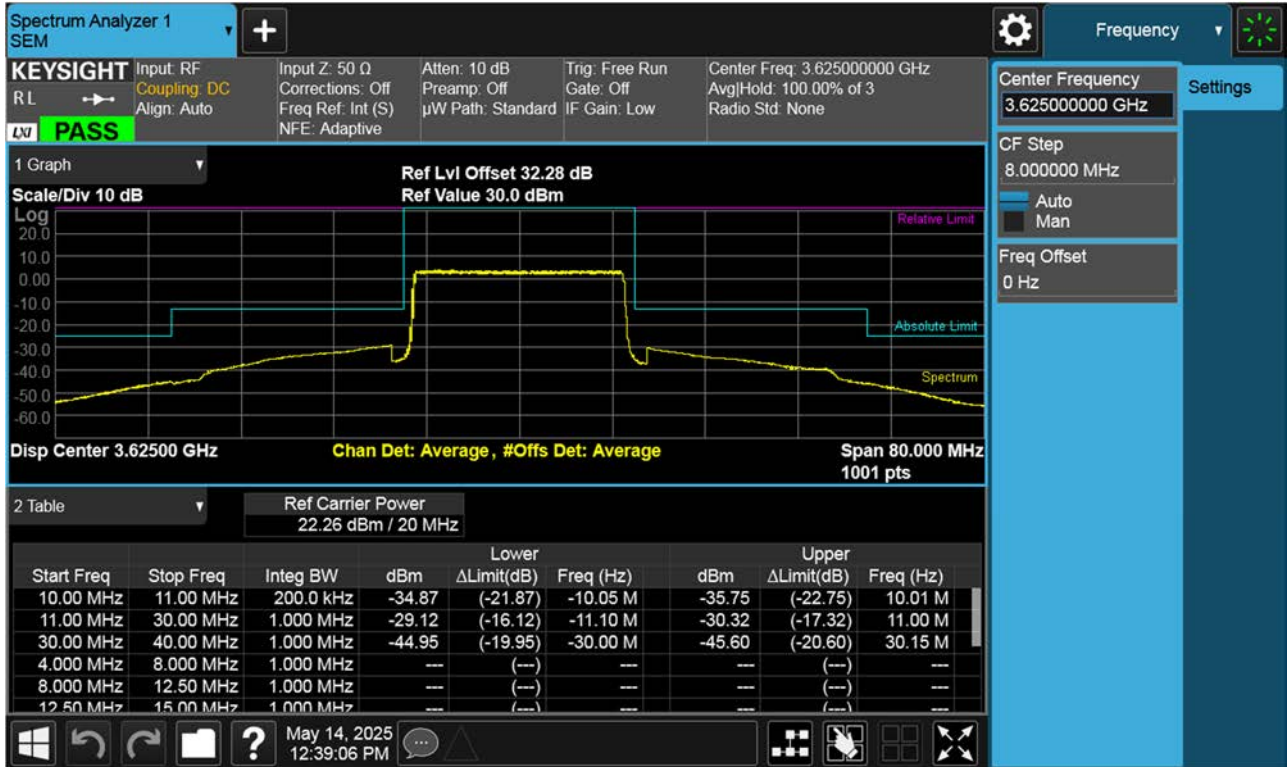 Spectrum Analyzer 1
SEM
+
Frequency
KEYSIGHT
RL
LXI
PASS
Input: RF
Coupling: DC
Align: Auto
Input Z: 50 Ω
Corrections: Off
Freq Ref: Int (S)
NFE: Adaptive
Atten: 10 dB
Preamp: Off
µW Path: Standard
Trig: Free Run
Gate: Off
IF Gain: Low
Center Freq: 3.625000000 GHz
Avg|Hold: 100.00% of 3
Radio Std: None
Center Frequency
3.625000000 GHz
Settings
CF Step
8.000000 MHz
Auto
Man
Freq Offset
0 Hz
1 Graph
Ref Lvl Offset 32.28 dB
Scale/Div 10 dB
Ref Value 30.0 dBm
Log
Relative Limit
20.0
10.0
0.00
-10.0
-20.0
Absolute Limit
-30.0
-40.0
Spectrum
-50.0
-60.0
Disp Center 3.62500 GHz
Chan Det: Average, #Offs Det: Average
Span 80.000 MHz
1001 pts
2 Table
Ref Carrier Power
22.26 dBm / 20 MHz
Lower Upper
Start Freq Stop Freq Integ BW dBm ΔLimit(dB) Freq (Hz) dBm ΔLimit(dB) Freq (Hz)
10.00 MHz 11.00 MHz 200.0 kHz -34.87 (-21.87) -10.05 M -35.75 (-22.75) 10.01 M
11.00 MHz 30.00 MHz 1.000 MHz -29.12 (-16.12) -11.10 M -30.32 (-17.32) 11.00 M
30.00 MHz 40.00 MHz 1.000 MHz -44.95 (-19.95) -30.00 M -45.60 (-20.60) 30.15 M
4.000 MHz 8.000 MHz 1.000 MHz --- (---) --- --- (---) ---
8.000 MHz 12.50 MHz 1.000 MHz --- (---) --- --- (---) ---
12.50 MHz 15.00 MHz 1.000 MHz --- (---) --- --- (---) ---
?
May 14, 2025
12:39:06 PM